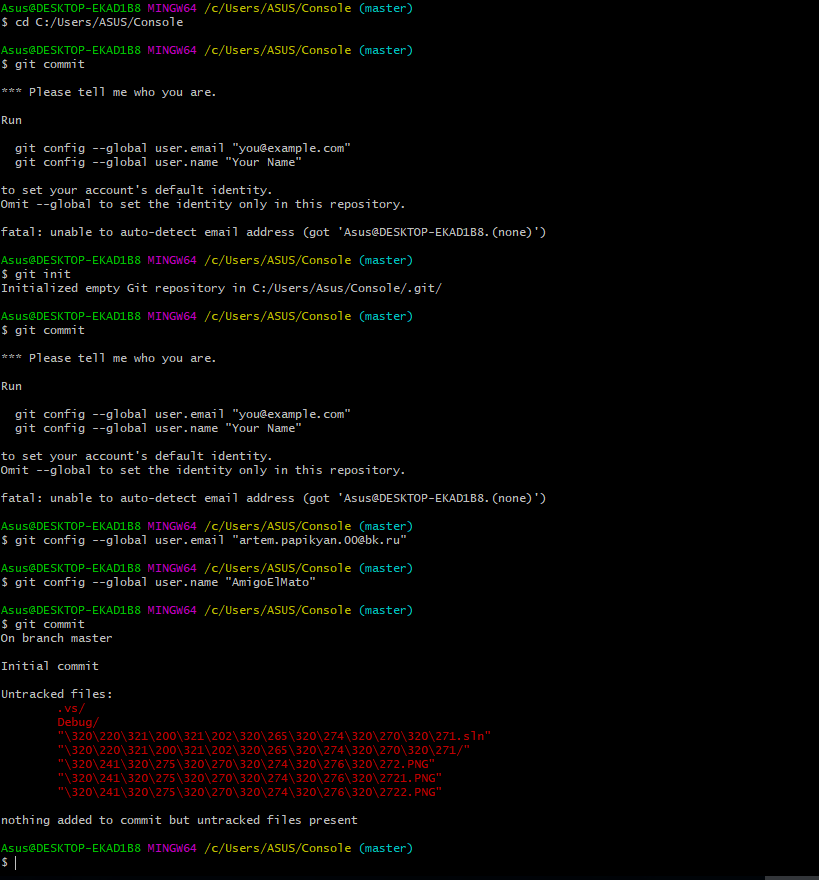 Asus@DESKTOP-EKAD1B8 MINGW64 /c/Users/ASUS/Console (master)
$ cd C:/Users/ASUS/Console
Asus@DESKTOP-EKAD1B8 MINGW64 /c/Users/ASUS/Console (master)
$ git commit
*** Please tell me who you are.
Run
git config --global user.email "you@example.com"
git config --global user.name "Your Name"
to set your account's default identity.
Omit --global to set the identity only in this repository.
fatal: unable to auto-detect email address (got 'Asus@DESKTOP-EKAD1B8.(none)')
Asus@DESKTOP-EKAD1B8 MINGW64 /c/Users/ASUS/Console (master)
$ git init
Initialized empty Git repository in C:/Users/Asus/Console/.git/
Asus@DESKTOP-EKAD1B8 MINGW64 /c/Users/ASUS/Console (master)
$ git commit
*** Please tell me who you are.
Run
git config --global user.email "you@example.com"
git config --global user.name "Your Name"
to set your account's default identity.
Omit --global to set the identity only in this repository.
fatal: unable to auto-detect email address (got 'Asus@DESKTOP-EKAD1B8.(none)')
Asus@DESKTOP-EKAD1B8 MINGW64 /c/Users/ASUS/Console (master)
$ git config --global user.email "artem.papikyan.00@bk.ru"
Asus@DESKTOP-EKAD1B8 MINGW64 /c/Users/ASUS/Console (master)
$ git config --global user.name "AmigoElMato"
Asus@DESKTOP-EKAD1B8 MINGW64 /c/Users/ASUS/Console (master)
$ git commit
On branch master
Initial commit
Untracked files:
.vs/
Debug/
"\320\220\321\200\321\202\320\265\320\274\320\270\320\271.sln"
"\320\220\321\200\321\202\320\265\320\274\320\270\320\271/"
"\320\241\320\275\320\270\320\274\320\276\320\272.PNG"
"\320\241\320\275\320\270\320\274\320\276\320\2721.PNG"
"\320\241\320\275\320\270\320\274\320\276\320\2722.PNG"
nothing added to commit but untracked files present
Asus@DESKTOP-EKAD1B8 MINGW64 /c/Users/ASUS/Console (master)
$